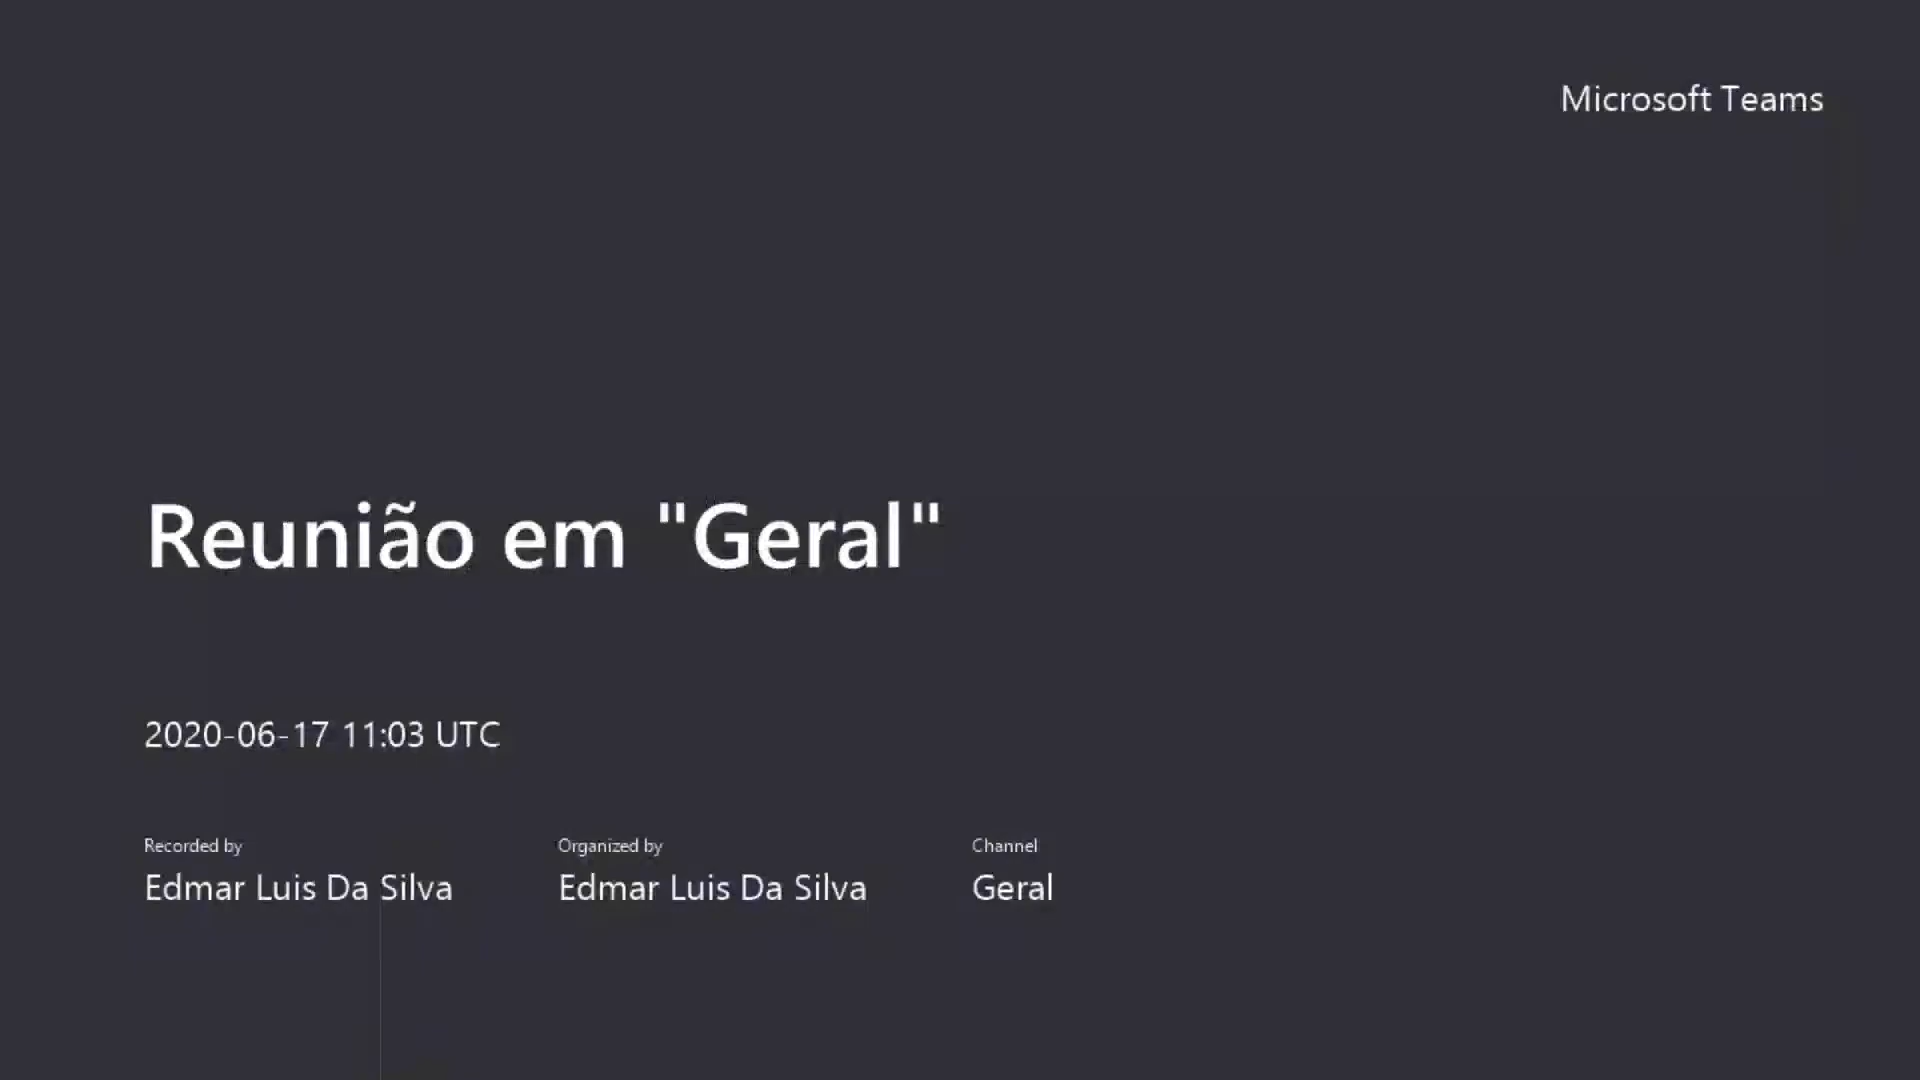 Microsoft Teams
Reunião em "Geral"
2020-06-17 11:03 UTC
Recorded by
Edmar Luis Da Silva
Organized by
Edmar Luis Da Silva
Channel
Geral